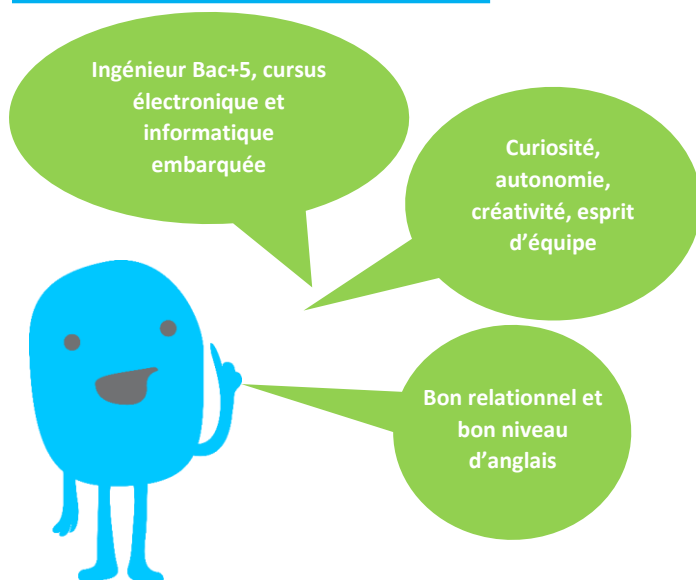 Ingénieur Bac+5, cursus
électronique et
informatique
embarquée
Curiosité,
autonomie,
créativité, esprit
d’équipe
Bon relationnel et
bon niveau
d’anglais